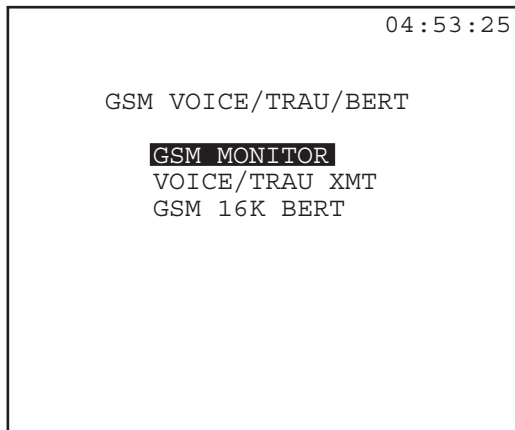 04:53:25
GSM VOICE/TRAU/BERT
GSM MONITOR
VOICE/TRAU XMT
GSM 16K BERT